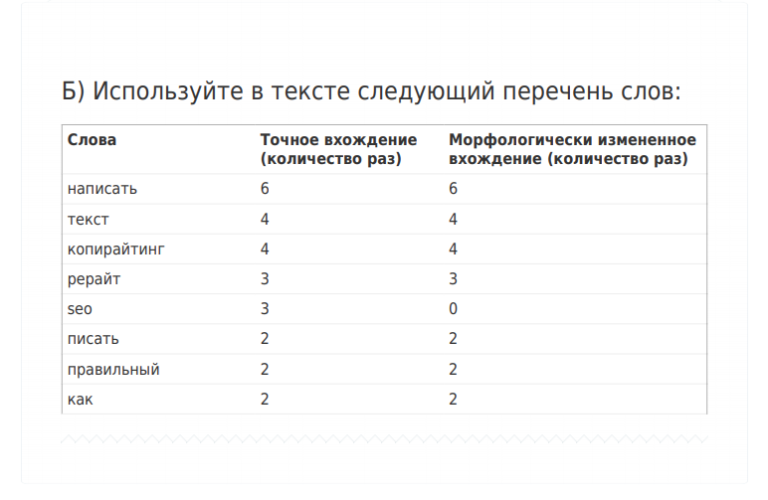 Б) Используйте в тексте следующий перечень слов:
Слова Точное вхождение (количество раз) Морфологически измененное вхождение (количество раз)
написать 6 6
текст 4 4
копирайтинг 4 4
рерайт 3 3
seo 3 0
писать 2 2
правильный 2 2
как 2 2